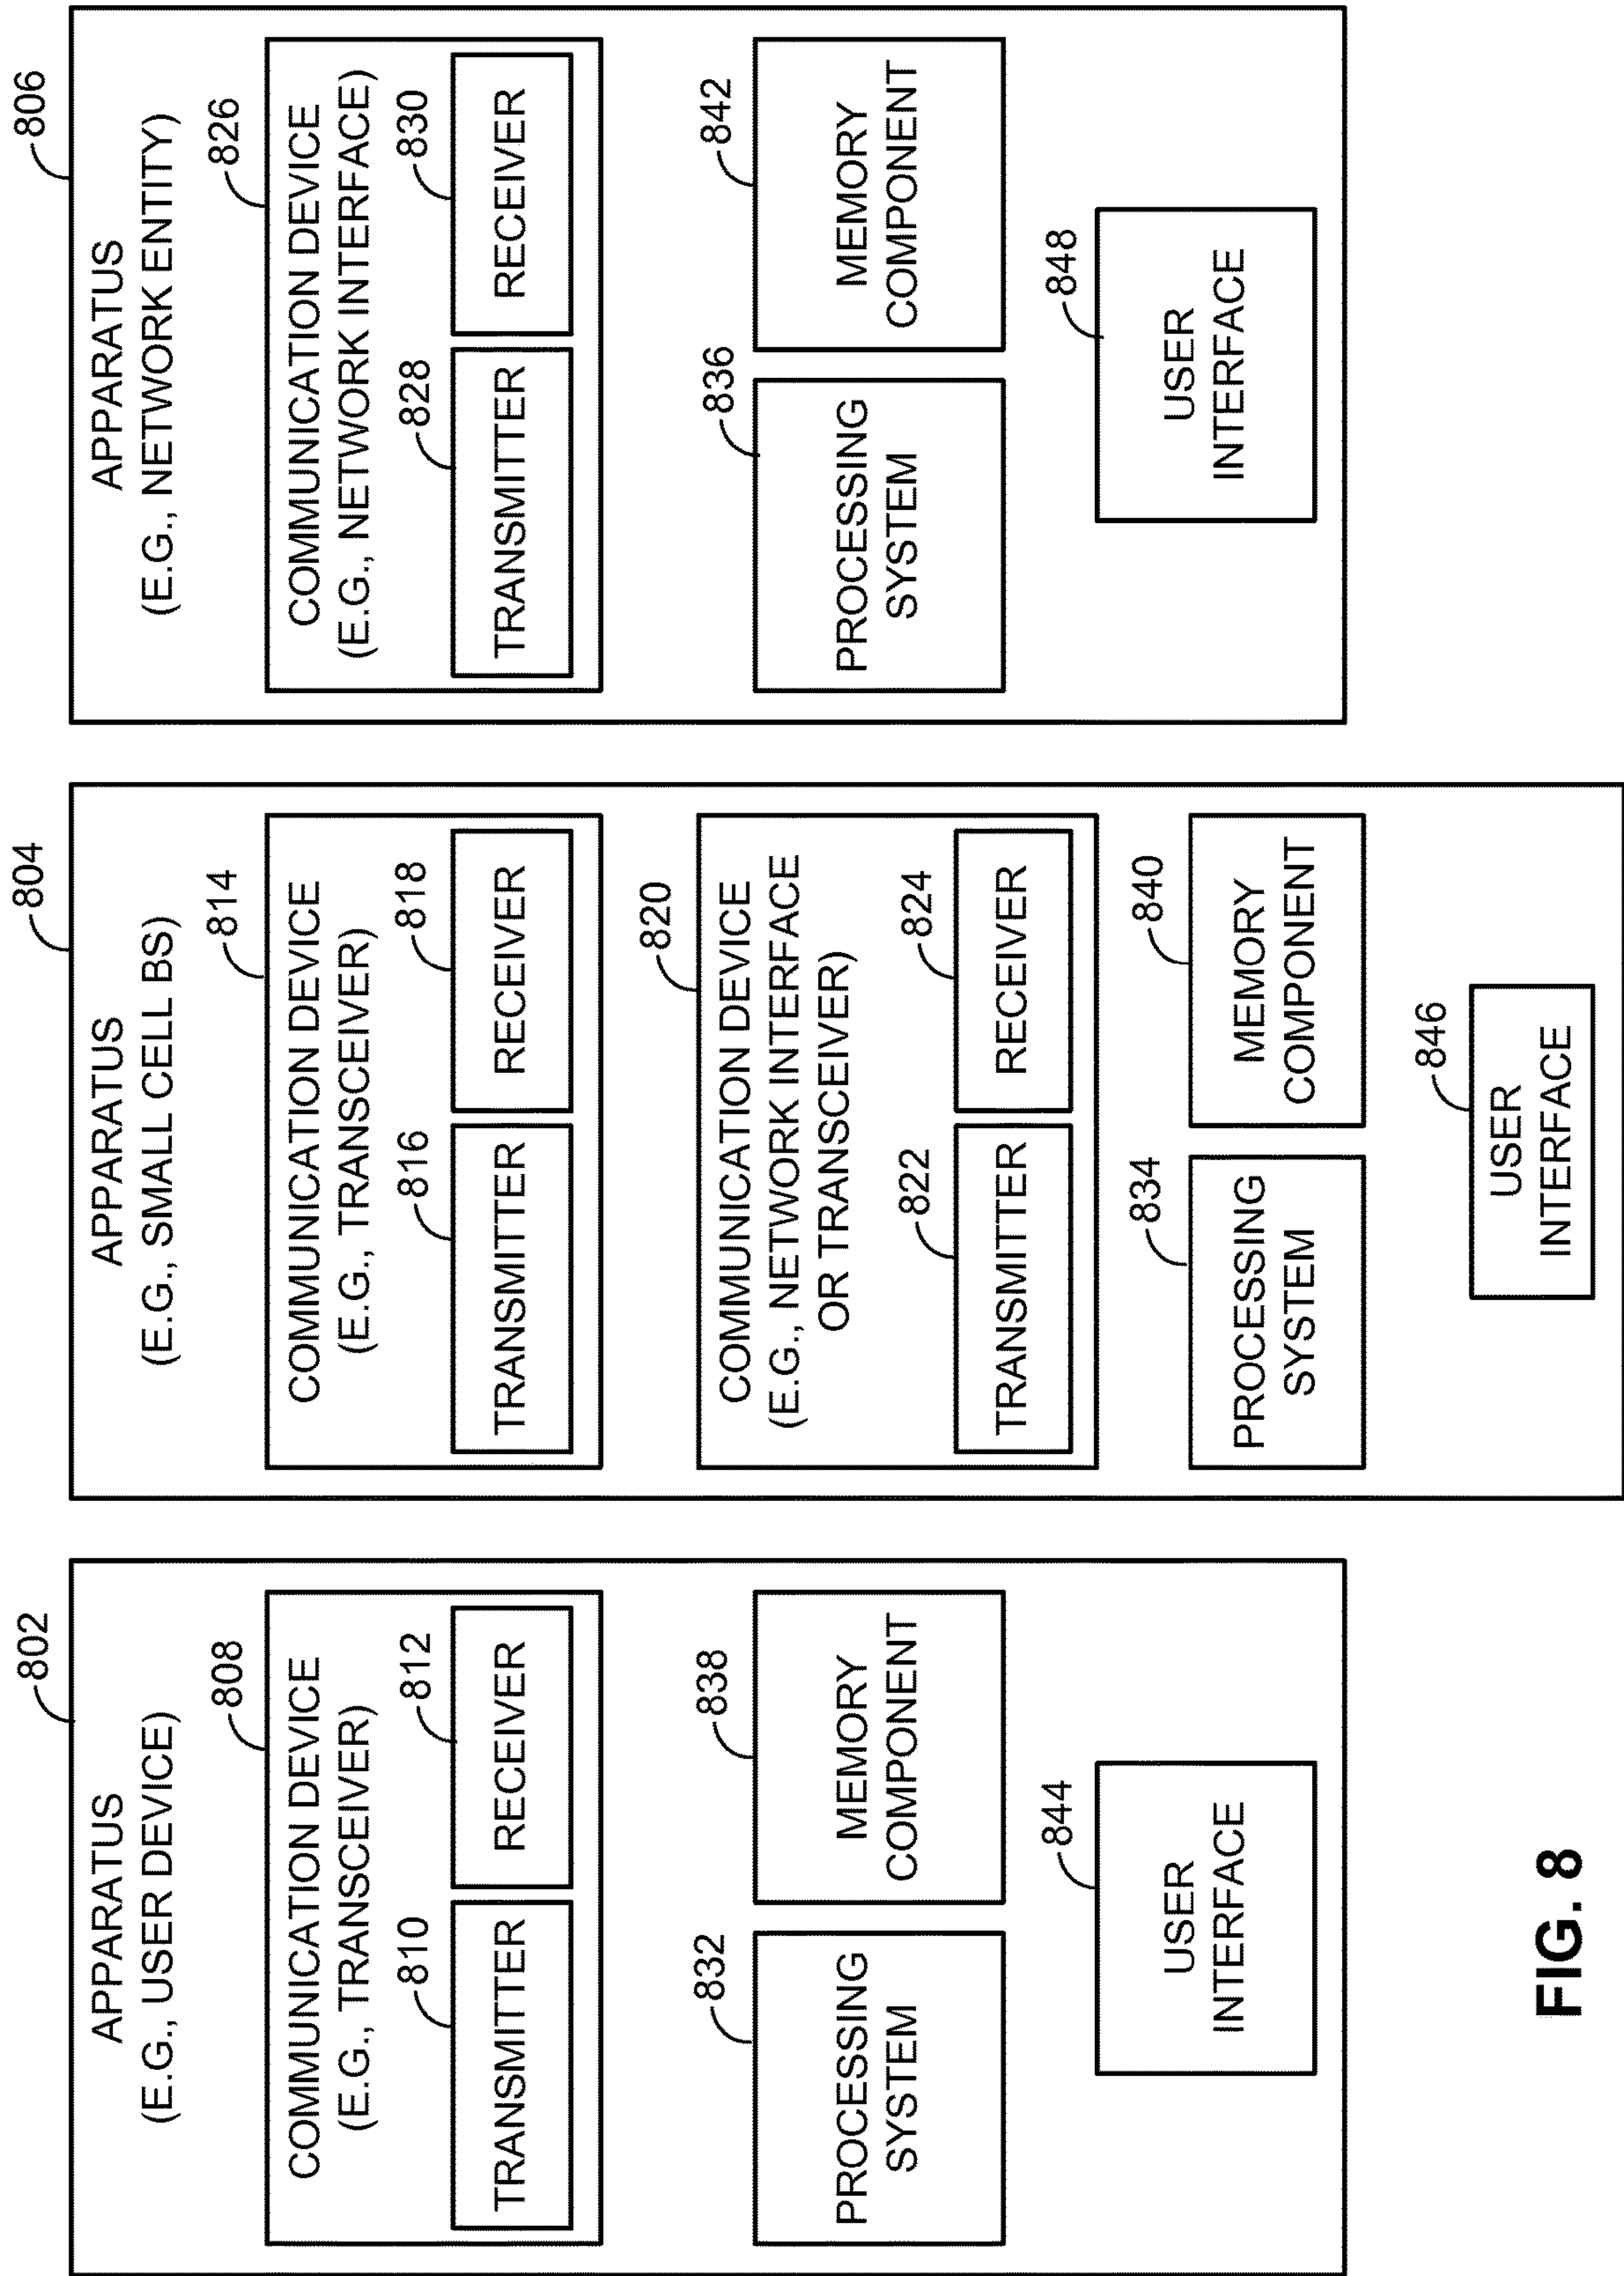 802
APPARATUS
(E.G., USER DEVICE)
808
COMMUNICATION DEVICE
(E.G., TRANSCEIVER)
810
812
TRANSMITTER
RECEIVER
832
838
PROCESSING
SYSTEM
MEMORY
COMPONENT
844
USER
INTERFACE
804
APPARATUS
(E.G., SMALL CELL BS)
814
COMMUNICATION DEVICE
(E.G., TRANSCEIVER)
816
818
TRANSMITTER
RECEIVER
820
COMMUNICATION DEVICE
(E.G., NETWORK INTERFACE
OR TRANSCEIVER)
822
824
TRANSMITTER
RECEIVER
834
840
PROCESSING
SYSTEM
MEMORY
COMPONENT
846
USER
INTERFACE
806
APPARATUS
(E.G., NETWORK ENTITY)
826
COMMUNICATION DEVICE
(E.G., NETWORK INTERFACE)
828
830
TRANSMITTER
RECEIVER
836
842
PROCESSING
SYSTEM
MEMORY
COMPONENT
848
USER
INTERFACE
FIG. 8